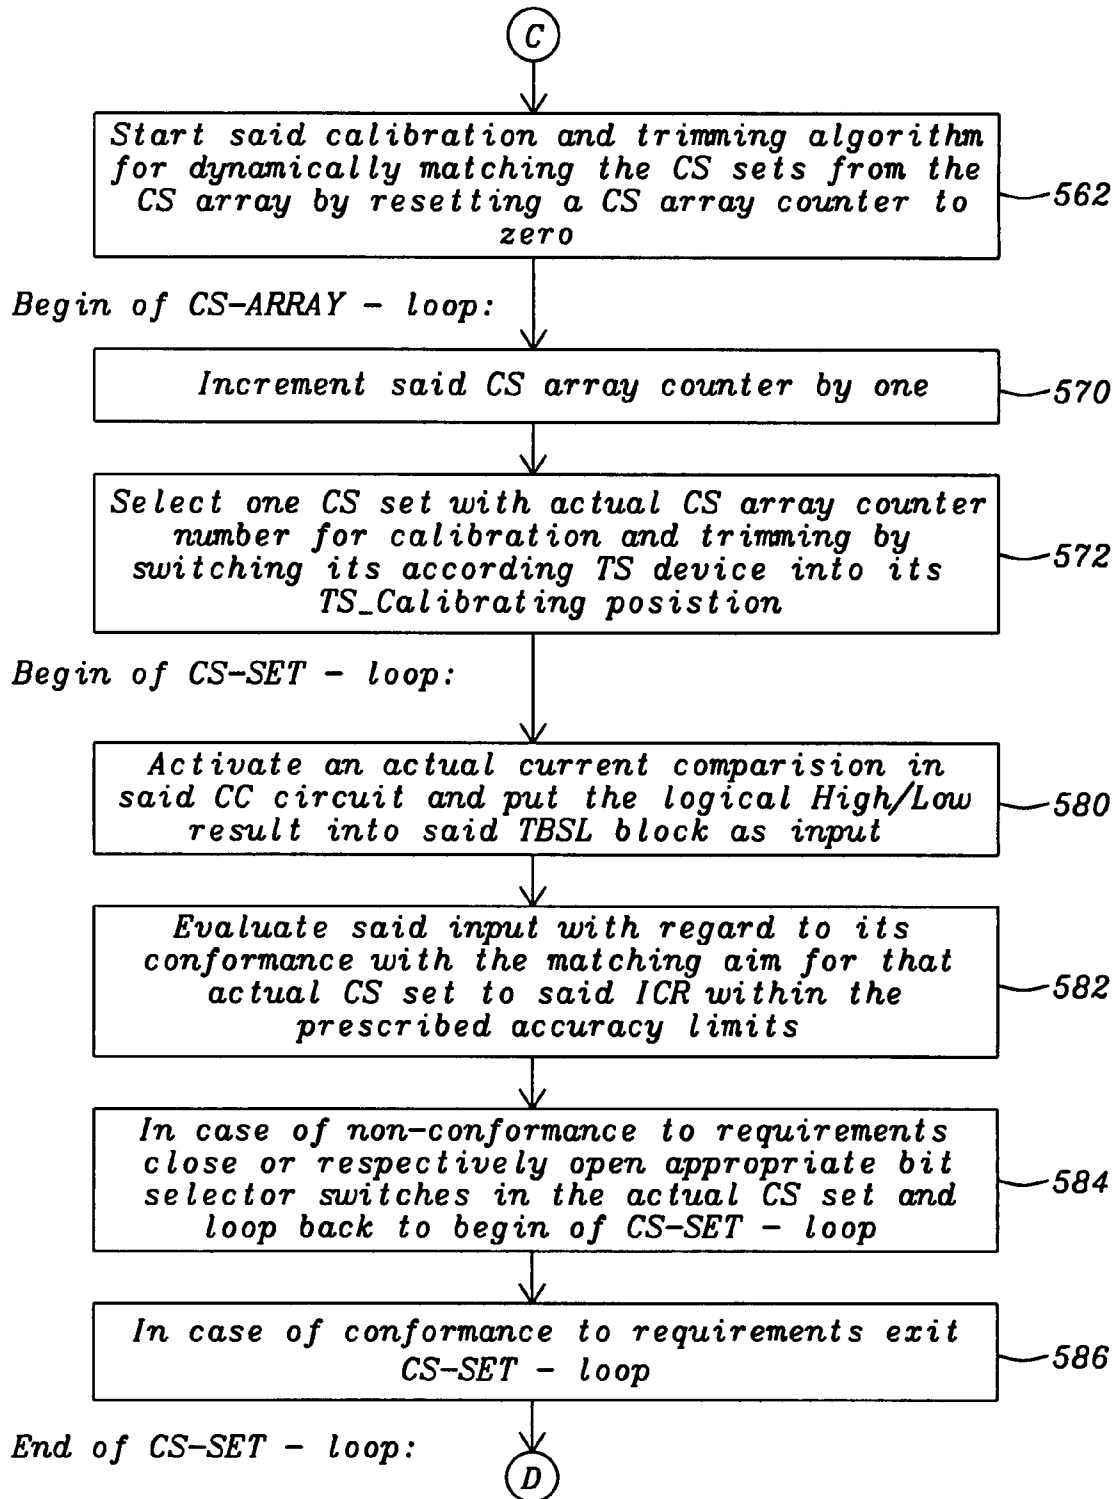 C
Start said calibration and trimming algorithm
for dynamically matching the CS sets from the
CS array by resetting a CS array counter to
zero
562
Begin of CS-ARRAY - loop:
Increment said CS array counter by one
570
Select one CS set with actual CS array counter
number for calibration and trimming by
switching its according TS device into its
TS_Calibrating posistion
572
Begin of CS-SET - loop:
Activate an actual current comparision in
said CC circuit and put the logical High/Low
result into said TBSL block as input
580
Evaluate said input with regard to its
conformance with the matching aim for that
actual CS set to said ICR within the
prescribed accuracy limits
582
In case of non-conformance to requirements
close or respectively open appropriate bit
selector switches in the actual CS set and
loop back to begin of CS-SET - loop
584
In case of conformance to requirements exit
CS-SET - loop
586
End of CS-SET - loop:
D